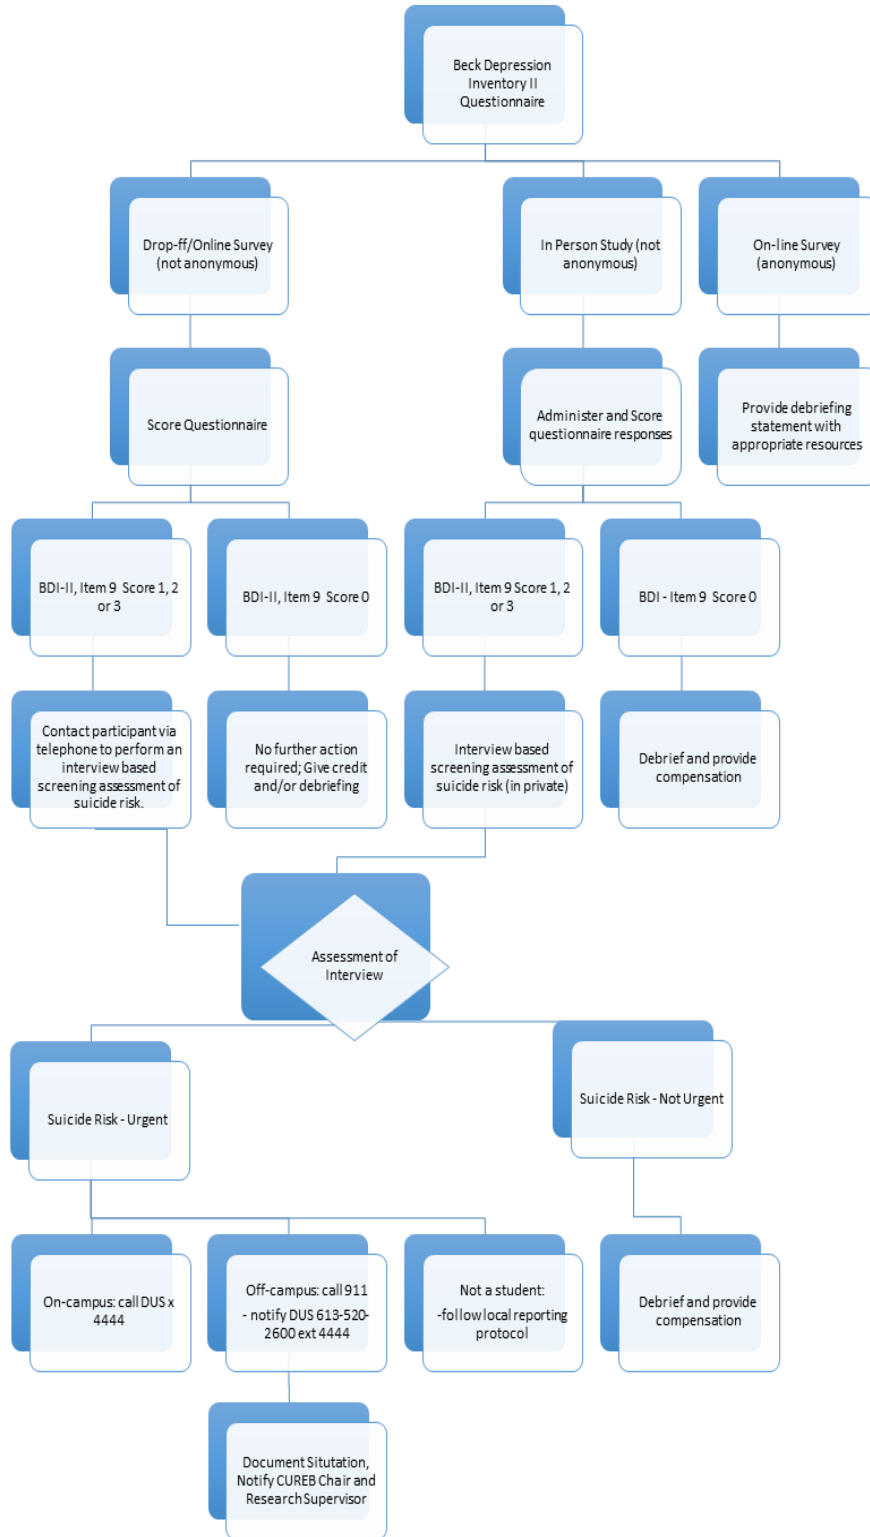 Beck Depression
Inventory II
Questionnaire
Drop-ff/Online Survey
(not anonymous)
In Person Study (not
anonymous)
On-line Survey
(anonymous)
Score Questionnaire
Administer and Score
questionnaire responses
Provide debriefing
statement with
appropriate resources
BDI-II, Item 9 Score 1, 2
or 3
BDI-II, Item 9 Score 0
BDI-II, Item 9 Score 1, 2
or 3
BDI - Item 9 Score 0
Contact participant via
telephone to perform an
interview based
screening assessment of
suicide risk.
No further action
required; Give credit
and/or debriefing
Interview based
screening assessment of
suicide risk (in private)
Debrief and provide
compensation
Assessment of
Interview
Suicide Risk - Urgent
Suicide Risk - Not Urgent
On-campus: call DUS x
4444
Off-campus: call 911
- notify DUS 613-520-
2600 ext 4444
Not a student:
-follow local reporting
protocol
Debrief and provide
compensation
Document Situtation,
Notify CUREB Chair and
Research Supervisor